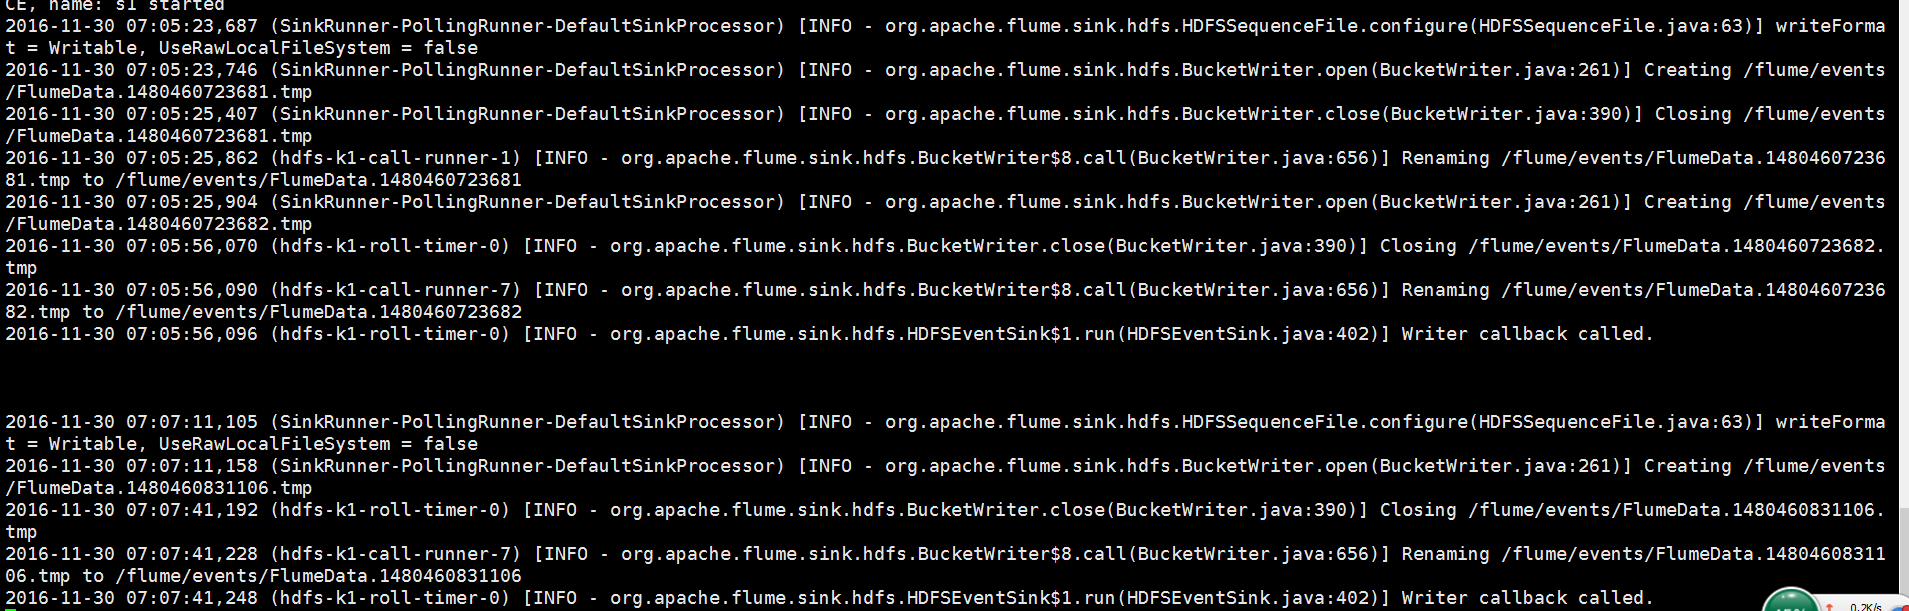 CE, name: s1 started
2016-11-30 07:05:23,687 (SinkRunner-PollingRunner-DefaultSinkProcessor) [INFO - org.apache.flume.sink.hdfs.HDFSSequenceFile.configure(HDFSSequenceFile.java:63)] writeForma
t = Writable, UseRawLocalFileSystem = false
2016-11-30 07:05:23,746 (SinkRunner-PollingRunner-DefaultSinkProcessor) [INFO - org.apache.flume.sink.hdfs.BucketWriter.open(BucketWriter.java:261)] Creating /flume/events
/FlumeData.1480460723681.tmp
2016-11-30 07:05:25,407 (SinkRunner-PollingRunner-DefaultSinkProcessor) [INFO - org.apache.flume.sink.hdfs.BucketWriter.close(BucketWriter.java:390)] Closing /flume/events
/FlumeData.1480460723681.tmp
2016-11-30 07:05:25,862 (hdfs-k1-call-runner-1) [INFO - org.apache.flume.sink.hdfs.BucketWriter$8.call(BucketWriter.java:656)] Renaming /flume/events/FlumeData.14804607236
81.tmp to /flume/events/FlumeData.1480460723681
2016-11-30 07:05:25,904 (SinkRunner-PollingRunner-DefaultSinkProcessor) [INFO - org.apache.flume.sink.hdfs.BucketWriter.open(BucketWriter.java:261)] Creating /flume/events
/FlumeData.1480460723682.tmp
2016-11-30 07:05:56,070 (hdfs-k1-roll-timer-0) [INFO - org.apache.flume.sink.hdfs.BucketWriter.close(BucketWriter.java:390)] Closing /flume/events/FlumeData.1480460723682.
tmp
2016-11-30 07:05:56,090 (hdfs-k1-call-runner-7) [INFO - org.apache.flume.sink.hdfs.BucketWriter$8.call(BucketWriter.java:656)] Renaming /flume/events/FlumeData.14804607236
82.tmp to /flume/events/FlumeData.1480460723682
2016-11-30 07:05:56,096 (hdfs-k1-roll-timer-0) [INFO - org.apache.flume.sink.hdfs.HDFSEventSink$1.run(HDFSEventSink.java:402)] Writer callback called.
2016-11-30 07:07:11,105 (SinkRunner-PollingRunner-DefaultSinkProcessor) [INFO - org.apache.flume.sink.hdfs.HDFSSequenceFile.configure(HDFSSequenceFile.java:63)] writeForma
t = Writable, UseRawLocalFileSystem = false
2016-11-30 07:07:11,158 (SinkRunner-PollingRunner-DefaultSinkProcessor) [INFO - org.apache.flume.sink.hdfs.BucketWriter.open(BucketWriter.java:261)] Creating /flume/events
/FlumeData.1480460831106.tmp
2016-11-30 07:07:41,192 (hdfs-k1-roll-timer-0) [INFO - org.apache.flume.sink.hdfs.BucketWriter.close(BucketWriter.java:390)] Closing /flume/events/FlumeData.1480460831106.
tmp
2016-11-30 07:07:41,228 (hdfs-k1-call-runner-7) [INFO - org.apache.flume.sink.hdfs.BucketWriter$8.call(BucketWriter.java:656)] Renaming /flume/events/FlumeData.14804608311
06.tmp to /flume/events/FlumeData.1480460831106
2016-11-30 07:07:41,248 (hdfs-k1-roll-timer-0) [INFO - org.apache.flume.sink.hdfs.HDFSEventSink$1.run(HDFSEventSink.java:402)] Writer callback called.
0.2K/s